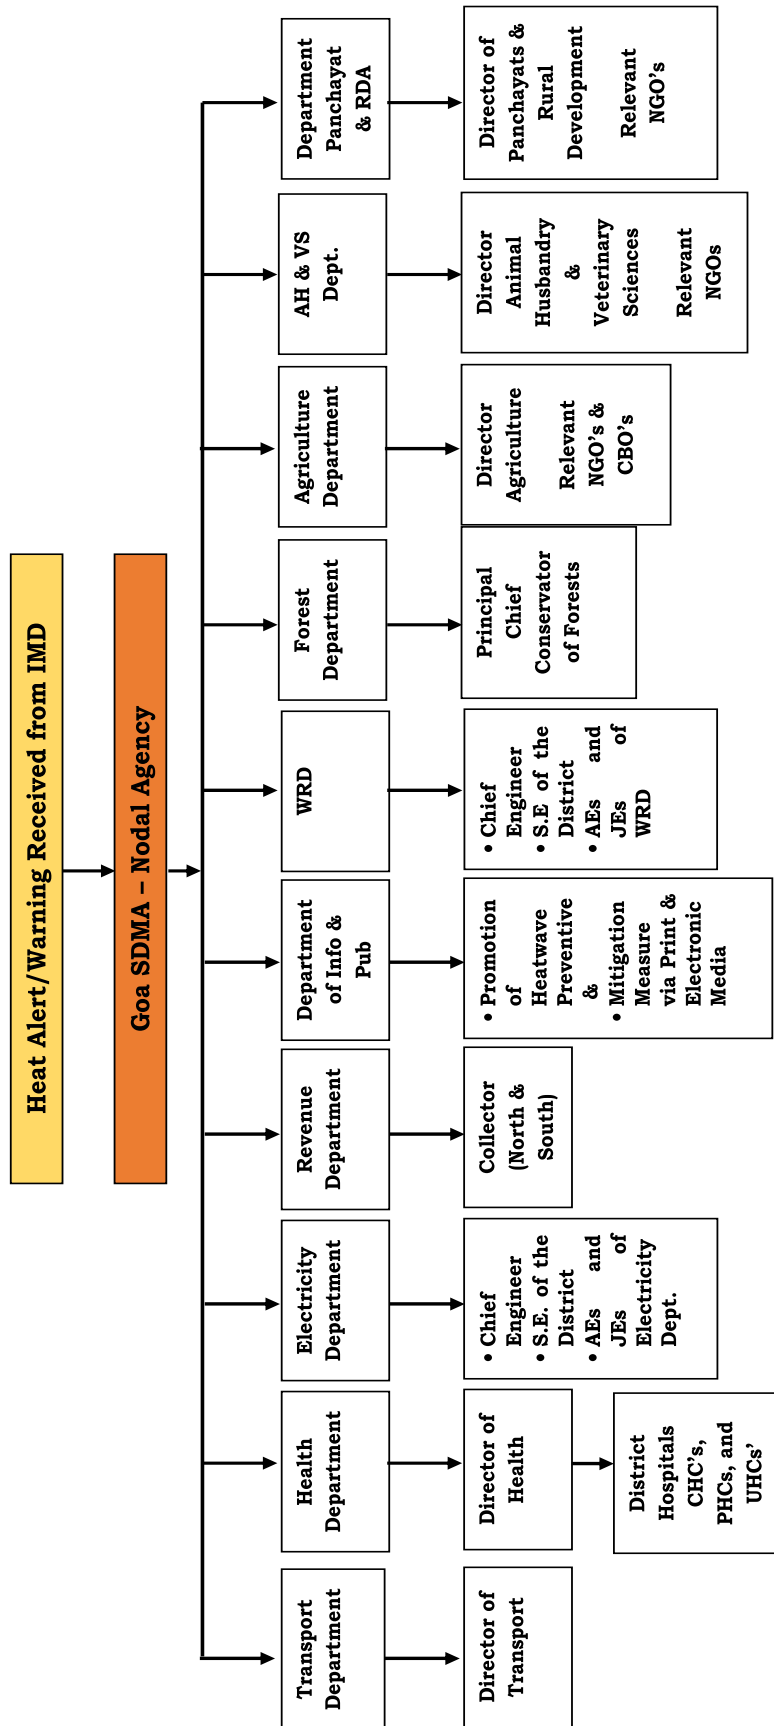 Heat Alert/Warning Received from IMD
Goa SDMA – Nodal Agency
Transport
Department
Health
Department
Electricity
Department
Revenue
Department
Department
of Info &
Pub
WRD
Forest
Department
Agriculture
Department
AH & VS
Dept.
Department
Panchayat
& RDA
Director of
Transport
Director of
Health
• Chief
Engineer
• S.E. of the
District
• AEs and
JEs of
Electricity
Dept.
Collector
(North &
South)
• Promotion
of
Heatwave
Preventive
&
• Mitigation
Measure
via Print &
Electronic
Media
• Chief
Engineer
• S.E of the
District
• AEs and
JEs of
WRD
Principal
Chief
Conservator
of Forests
Director
Agriculture
Relevant
NGO's &
CBO's
Director
Animal
Husbandry
&
Veterinary
Sciences
Relevant
NGOs
Director of
Panchayats &
Rural
Development
Relevant
NGO's
District
Hospitals
CHC's,
PHCs, and
UHCs'